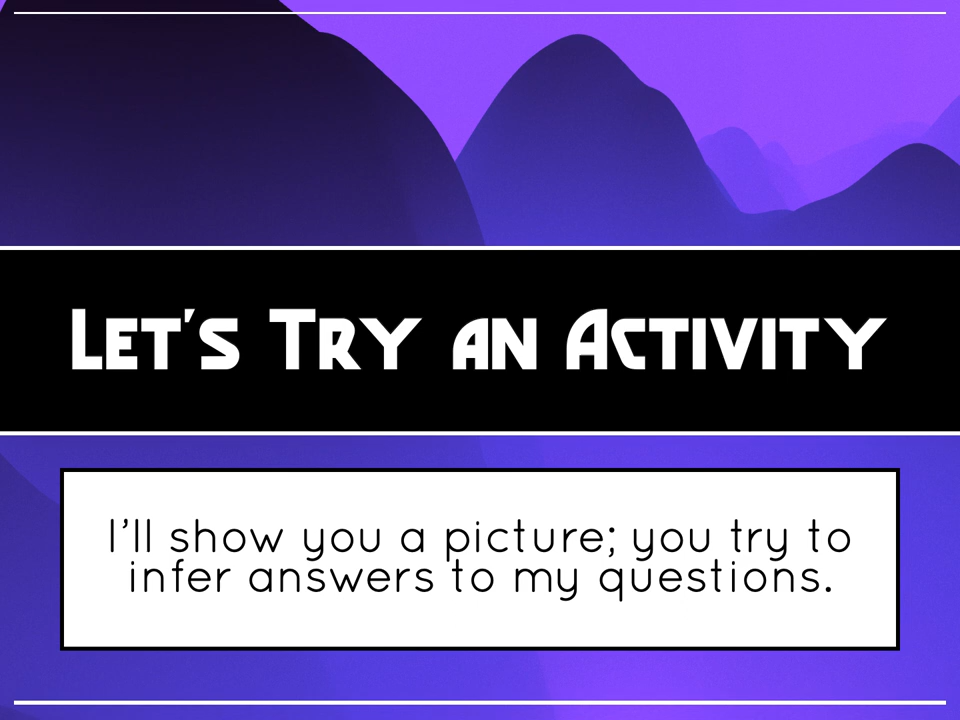 Let's Try an Activity
I'll show you a picture; you try to
infer answers to my questions.